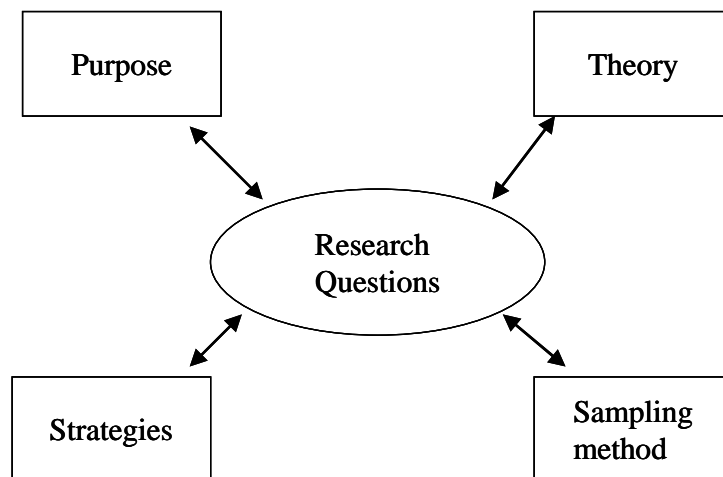 Purpose
Theory
Research
Questions
Strategies
Sampling
method